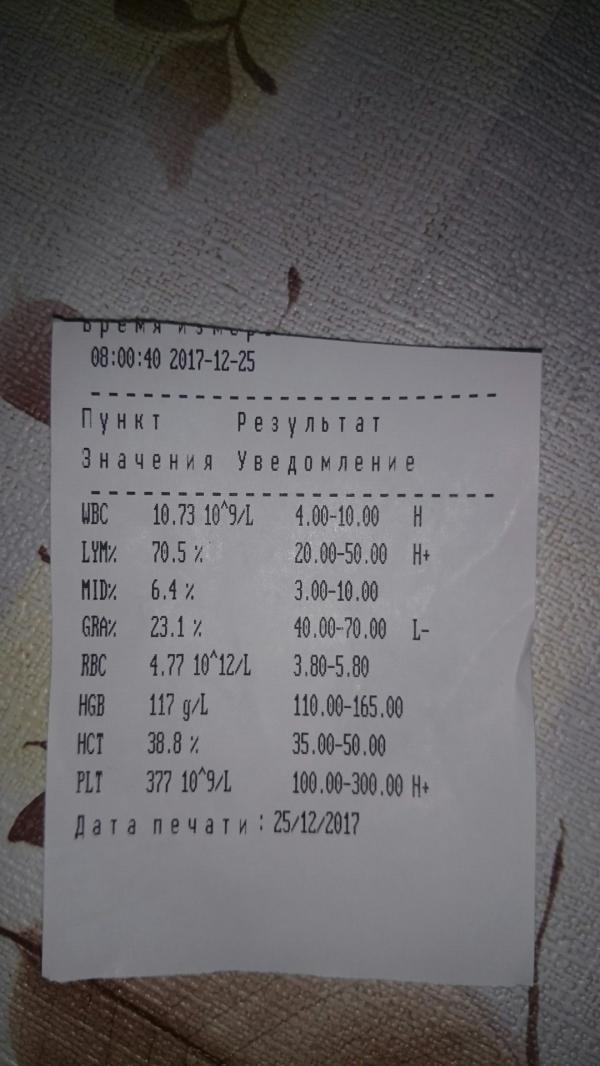 Время измер
08:00:40 2017-12-25
Пункт Результат
Значения Уведомление
WBC 10.73 10^9/L 4.00-10.00 H
LYM% 70.5 % 20.00-50.00 H+
MID% 6.4 % 3.00-10.00
GRA% 23.1 % 40.00-70.00 L-
RBC 4.77 10^12/L 3.80-5.80
HGB 117 g/L 110.00-165.00
HCT 38.8 % 35.00-50.00
PLT 377 10^9/L 100.00-300.00 H+
Дата печати: 25/12/2017